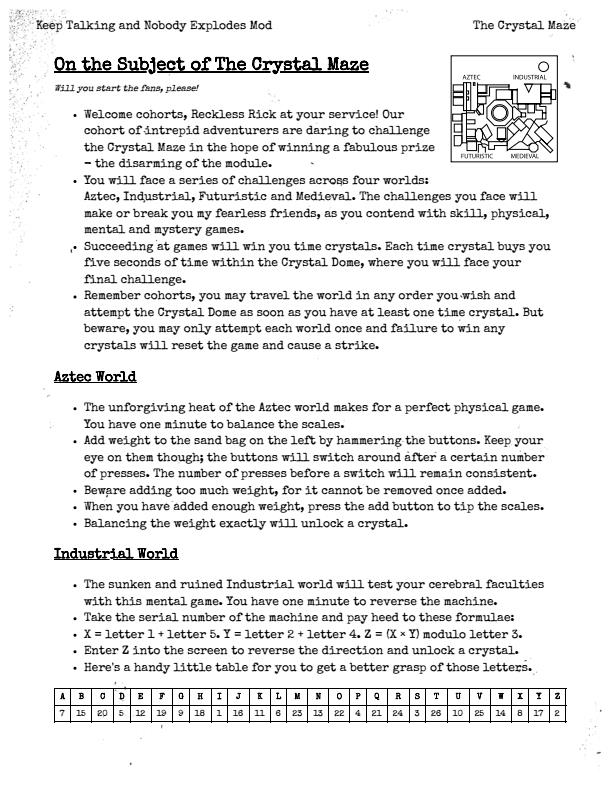 Keep Talking and Nobody Explodes Mod The Crystal Maze
On the Subject of The Crystal Maze
Will you start the fans, please!
AZTEC INDUSTRIAL
FUTURISTIC MEDIEVAL
• Welcome cohorts, Reckless Rick at your service! Our
cohort of intrepid adventurers are daring to challenge
the Crystal Maze in the hope of winning a fabulous prize
– the disarming of the module.
• You will face a series of challenges across four worlds:
Aztec, Industrial, Futuristic and Medieval. The challenges you face will
make or break you my fearless friends, as you contend with skill, physical,
mental and mystery games.
• Succeeding at games will win you time crystals. Each time crystal buys you
five seconds of time within the Crystal Dome, where you will face your
final challenge.
• Remember cohorts, you may travel the world in any order you wish and
attempt the Crystal Dome as soon as you have at least one time crystal. But
beware, you may only attempt each world once and failure to win any
crystals will reset the game and cause a strike.
Aztec World
• The unforgiving heat of the Aztec world makes for a perfect physical game.
You have one minute to balance the scales.
• Add weight to the sand bag on the left by hammering the buttons. Keep your
eye on them though; the buttons will switch around after a certain number
of presses. The number of presses before a switch will remain consistent.
• Beware adding too much weight, for it cannot be removed once added.
• When you have added enough weight, press the add button to tip the scales.
• Balancing the weight exactly will unlock a crystal.
Industrial World
• The sunken and ruined Industrial world will test your cerebral faculties
with this mental game. You have one minute to reverse the machine.
• Take the serial number of the machine and pay heed to these formulae:
• X = letter 1 + letter 5. Y = letter 2 + letter 4. Z = (X × Y) modulo letter 3.
• Enter Z into the screen to reverse the direction and unlock a crystal.
• Here's a handy little table for you to get a better grasp of those letters.
A B C D E F G H I J K L M N O P Q R S T U V W X Y Z
7 15 20 5 12 19 9 18 1 16 11 6 23 13 22 4 21 24 3 26 10 25 14 8 17 2